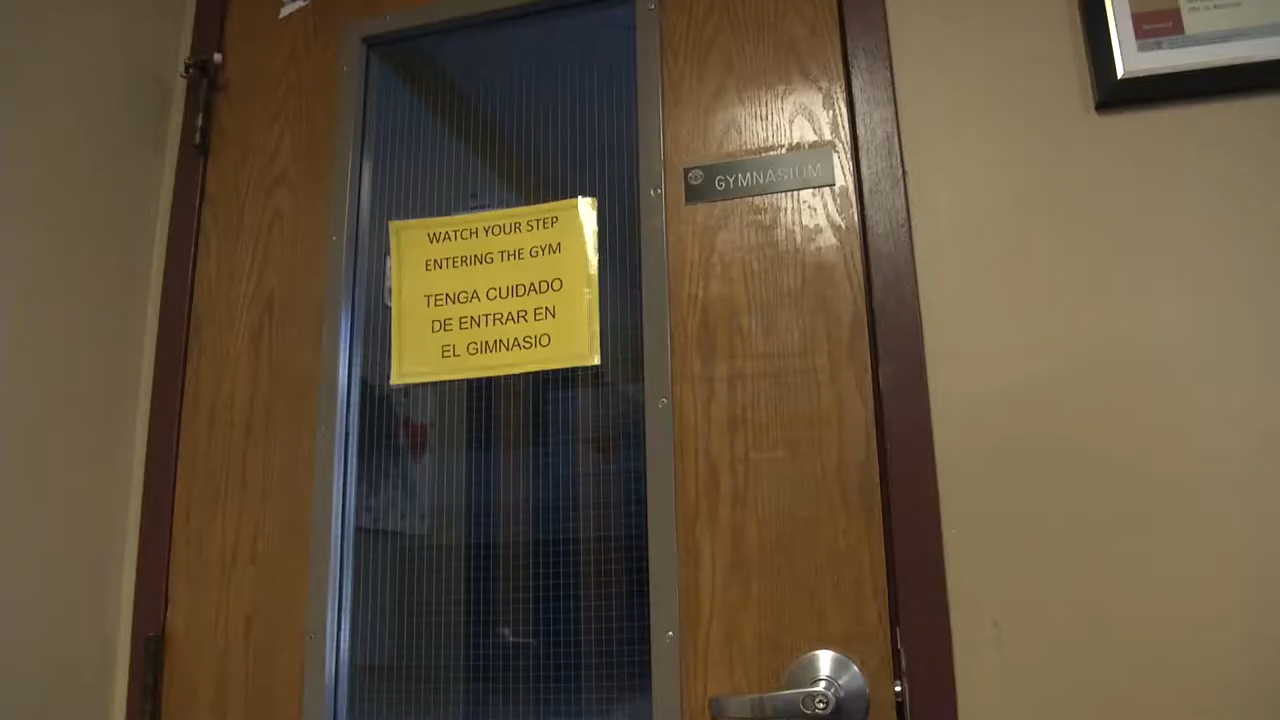 WATCH YOUR STEP
ENTERING THE GYM
TENGA CUIDADO
DE ENTRAR EN
EL GIMNASIO
GYMNASIUM